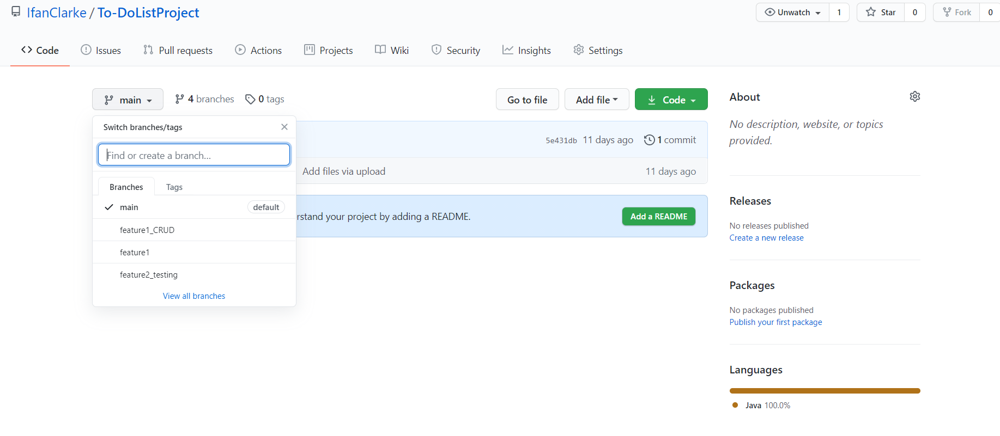 IfanClarke / To-DoListProject
Unwatch 1 Star 0 Fork 0
Code Issues Pull requests Actions Projects Wiki Security Insights Settings
main 4 branches 0 tags Go to file Add file Code
Switch branches/tags
Find or create a branch...
Branches Tags
main default
feature1_CRUD
feature1
feature2_testing
View all branches
5e431db 11 days ago 1 commit
Add files via upload 11 days ago
rstand your project by adding a README. Add a README
About
No description, website, or topics
provided.
Releases
No releases published
Create a new release
Packages
No packages published
Publish your first package
Languages
Java 100.0%